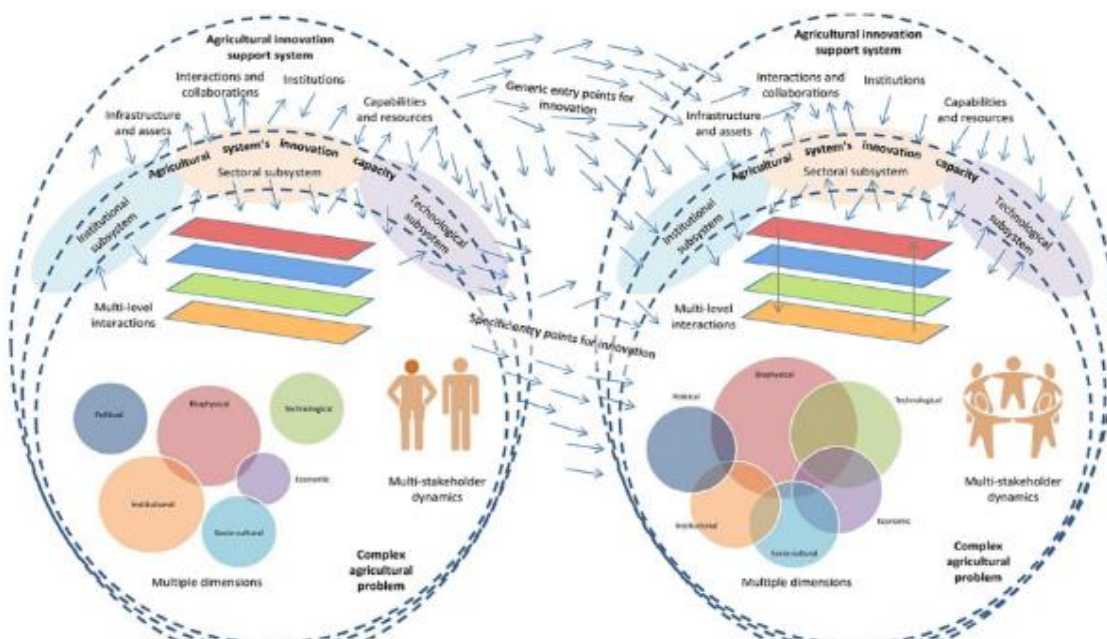 Agricultural innovation
support system
Interactions and
collaborations
Institutions
Infrastructure
and assets
Capabilities
and resources
Agricultural system's innovation capacity
Institutional
subsystem
Sectoral subsystem
Technological
subsystem
Multi-level
interactions
Political
Biophysical
Technological
Economic
Institutional
Socio-cultural
Multiple dimensions
Multi-stakeholder
dynamics
Complex
agricultural
problem
Generic entry points for
innovation
Specific entry points for innovation
Agricultural innovation
support system
Interactions and
collaborations
Institutions
Infrastructure
and assets
Capabilities
and resources
Agricultural system's innovation capacity
Institutional
subsystem
Sectoral subsystem
Technological
subsystem
Multi-level
interactions
Biophysical
Political
Technological
Economic
Institutional
Socio-cultural
Multiple dimensions
Multi-stakeholder
dynamics
Complex
agricultural
problem